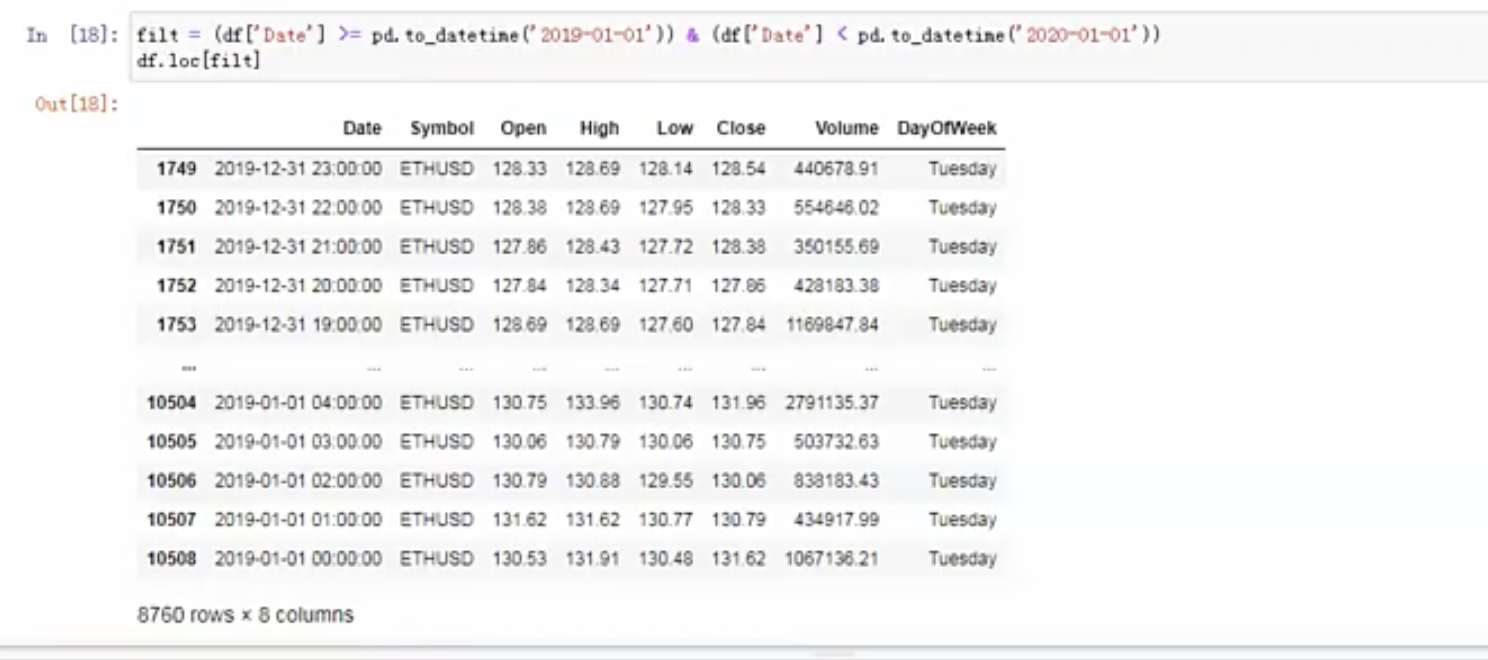 In [18]: filt = (df['Date'] >= pd.to_datetime('2019-01-01')) & (df['Date'] < pd.to_datetime('2020-01-01'))
df.loc[filt]
Out[18]:
Date Symbol Open High Low Close Volume DayOfWeek
1749 2019-12-31 23:00:00 ETHUSD 128.33 128.69 128.14 128.54 440678.91 Tuesday
1750 2019-12-31 22:00:00 ETHUSD 128.38 128.69 127.95 128.33 554646.02 Tuesday
1751 2019-12-31 21:00:00 ETHUSD 127.86 128.43 127.72 128.38 350155.69 Tuesday
1752 2019-12-31 20:00:00 ETHUSD 127.84 128.34 127.71 127.86 428183.38 Tuesday
1753 2019-12-31 19:00:00 ETHUSD 128.69 128.69 127.60 127.84 1169847.84 Tuesday
... ... ... ... ... ... ... ... ...
10504 2019-01-01 04:00:00 ETHUSD 130.75 133.96 130.74 131.96 2791135.37 Tuesday
10505 2019-01-01 03:00:00 ETHUSD 130.06 130.79 130.06 130.75 503732.63 Tuesday
10506 2019-01-01 02:00:00 ETHUSD 130.79 130.88 129.55 130.06 838183.43 Tuesday
10507 2019-01-01 01:00:00 ETHUSD 131.62 131.62 130.77 130.79 434917.99 Tuesday
10508 2019-01-01 00:00:00 ETHUSD 130.53 131.91 130.48 131.62 1067136.21 Tuesday
8760 rows × 8 columns